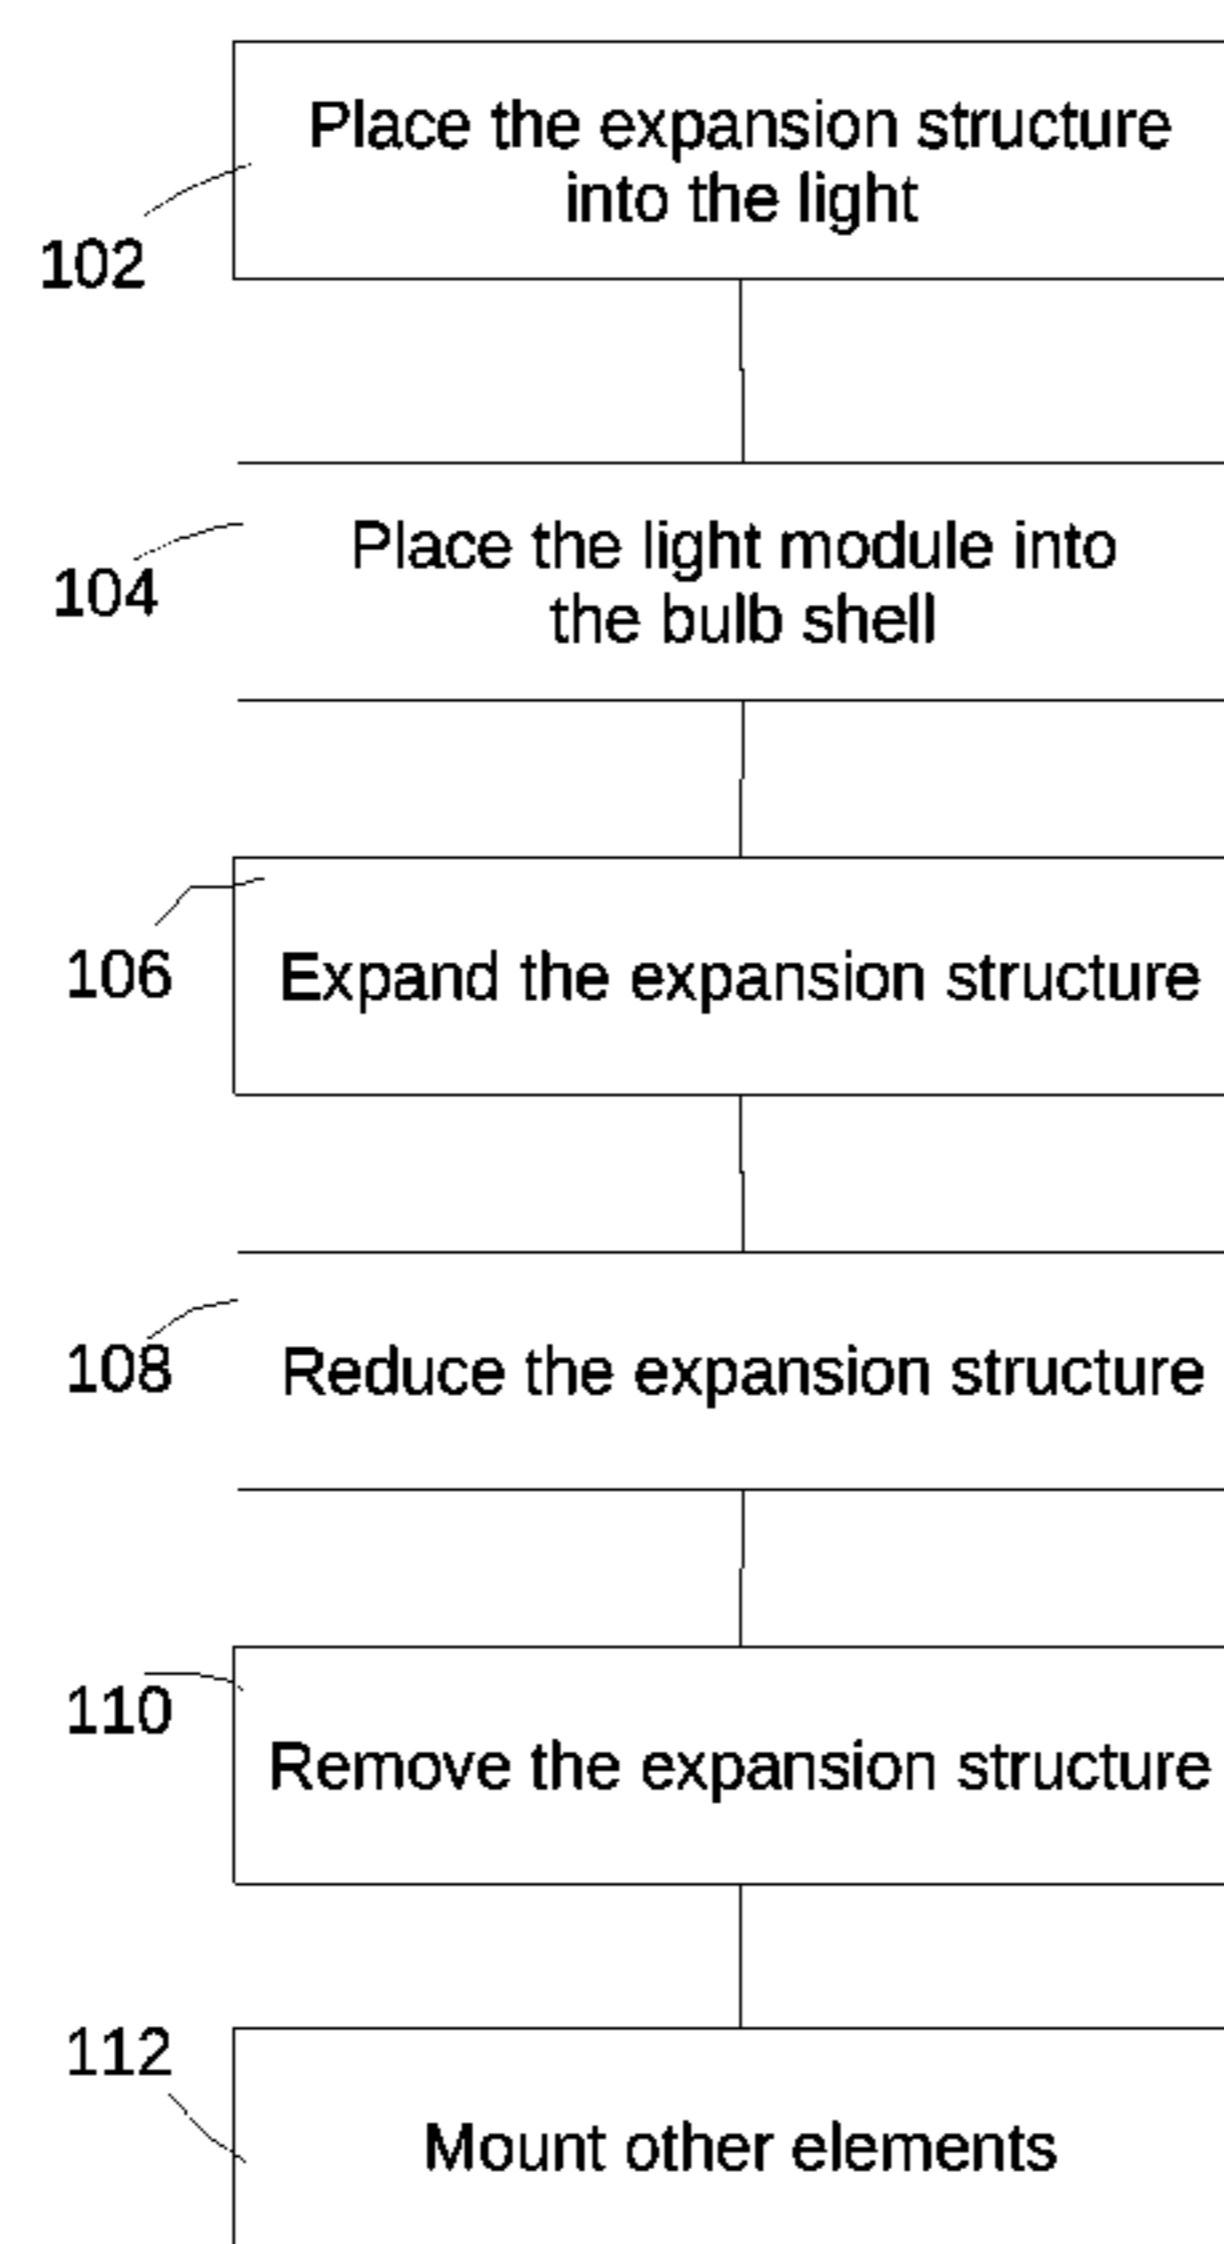 Place the expansion structure
into the light
102
Place the light module into
the bulb shell
104
106
Expand the expansion structure
108
Reduce the expansion structure
110
Remove the expansion structure
112
Mount other elements